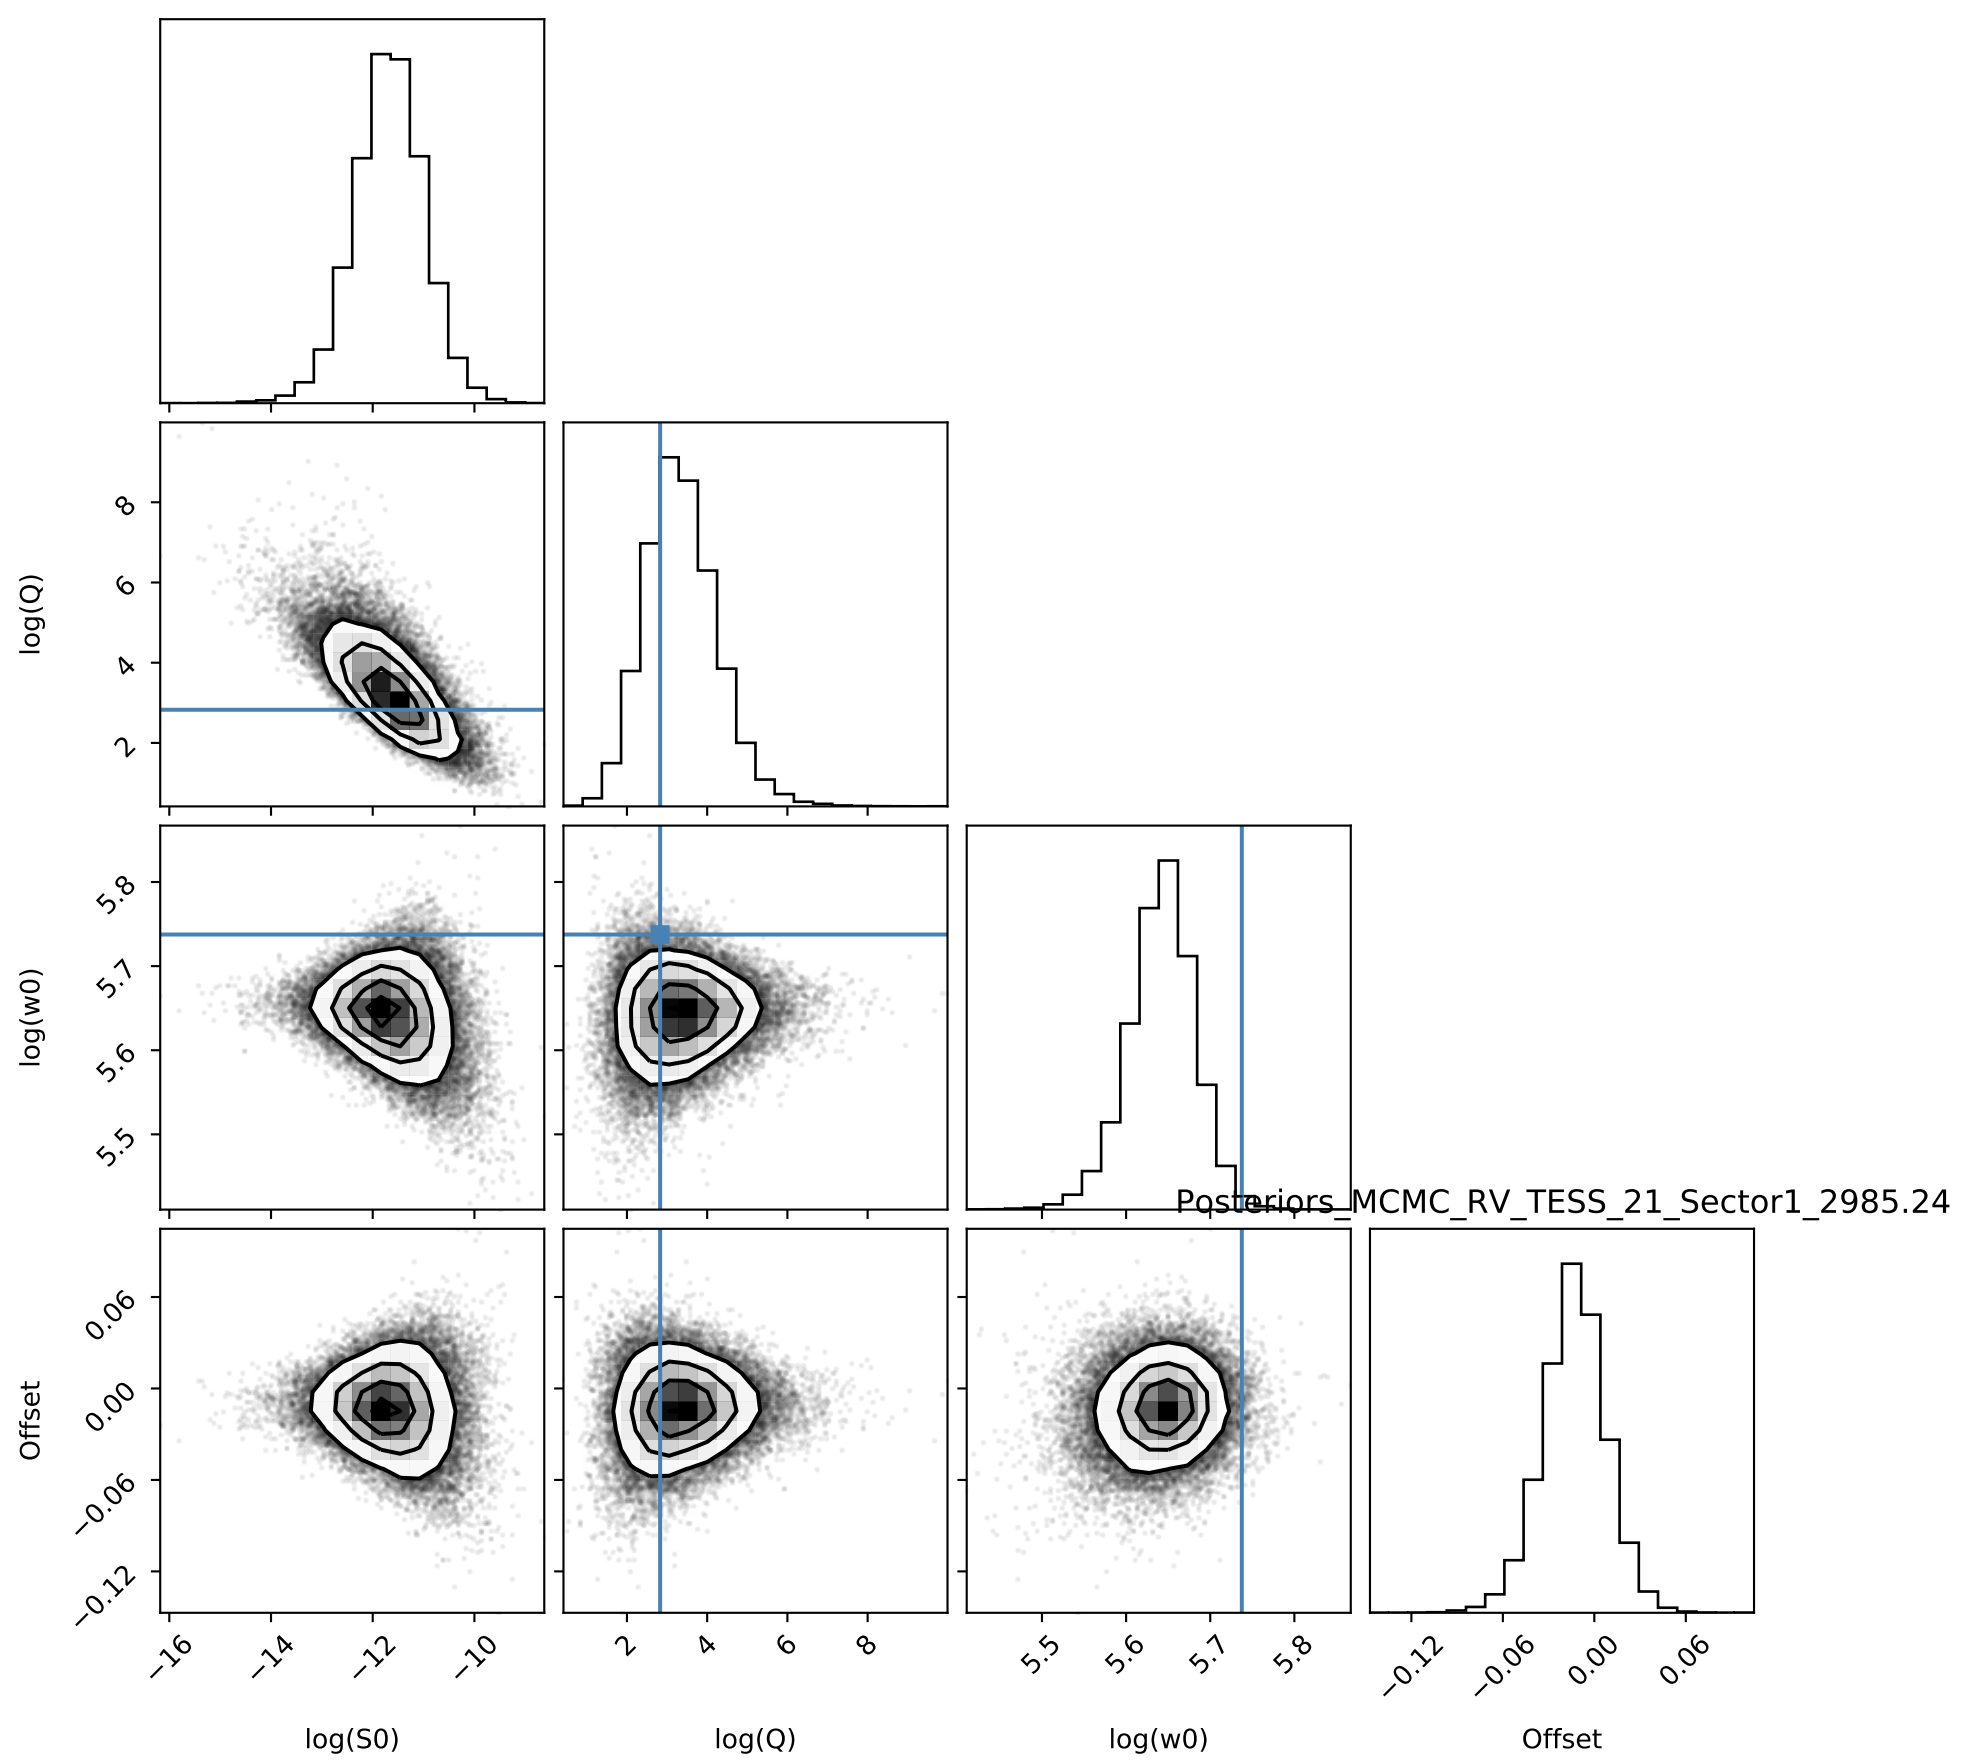 8
6
4
2
log(Q)
5.8
5.7
5.6
5.5
log(w0)
Posteriors_MCMC_RV_TESS_21_Sector1_2985.24
0.06
0.00
−0.06
−0.12
Offset
−16 −14 −12 −10 2 4 6 8 5.5 5.6 5.7 5.8 −0.12 −0.06 0.00 0.06
log(S0) log(Q) log(w0) Offset